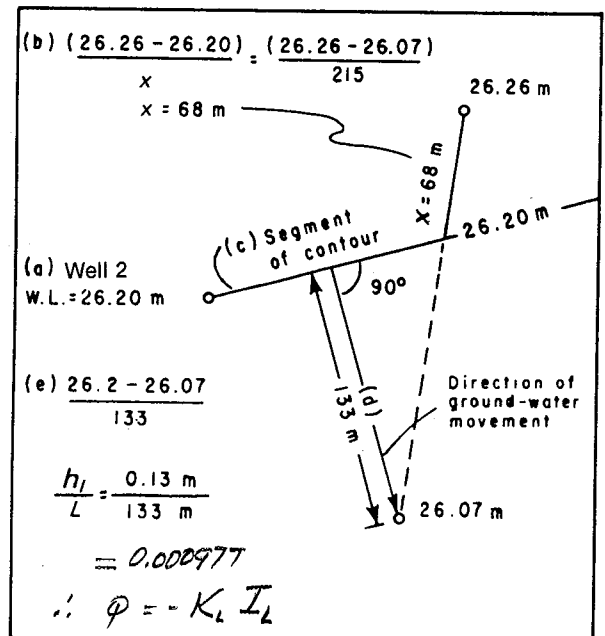 (b) (26.26 - 26.20) / x = (26.26 - 26.07) / 215
x = 68 m
26.26 m
X = 68 m
26.20 m
(c) Segment
of contour
(a) Well 2
W.L.= 26.20 m
90°
(e) 26.2 - 26.07 / 133
(d)
133 m
Direction of
ground-water
movement
26.07 m
h₁/L = 0.13 m / 133 m
= 0.000977
∴ φ = - K_L I_L